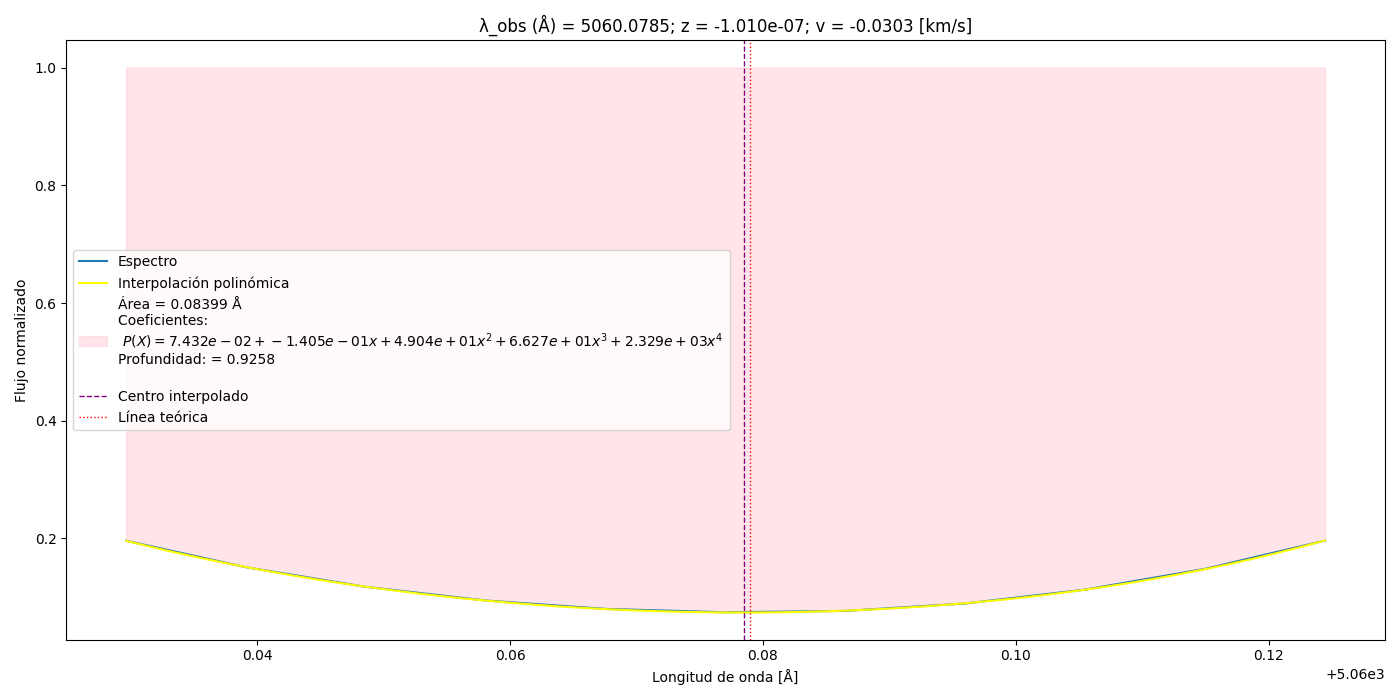 λ_obs (Å) = 5060.0785; z = -1.010e-07; v = -0.0303 [km/s]
1.0
0.8
0.6
0.4
0.2
Flujo normalizado
Espectro
Interpolación polinómica
Área = 0.08399 Å
Coeficientes:
P(X) = 7.432e − 02 + −1.405e − 01x + 4.904e + 01x² + 6.627e + 01x³ + 2.329e + 03x⁴
Profundidad: = 0.9258
Centro interpolado
Línea teórica
0.04 0.06 0.08 0.10 0.12
+5.06e3
Longitud de onda [Å]